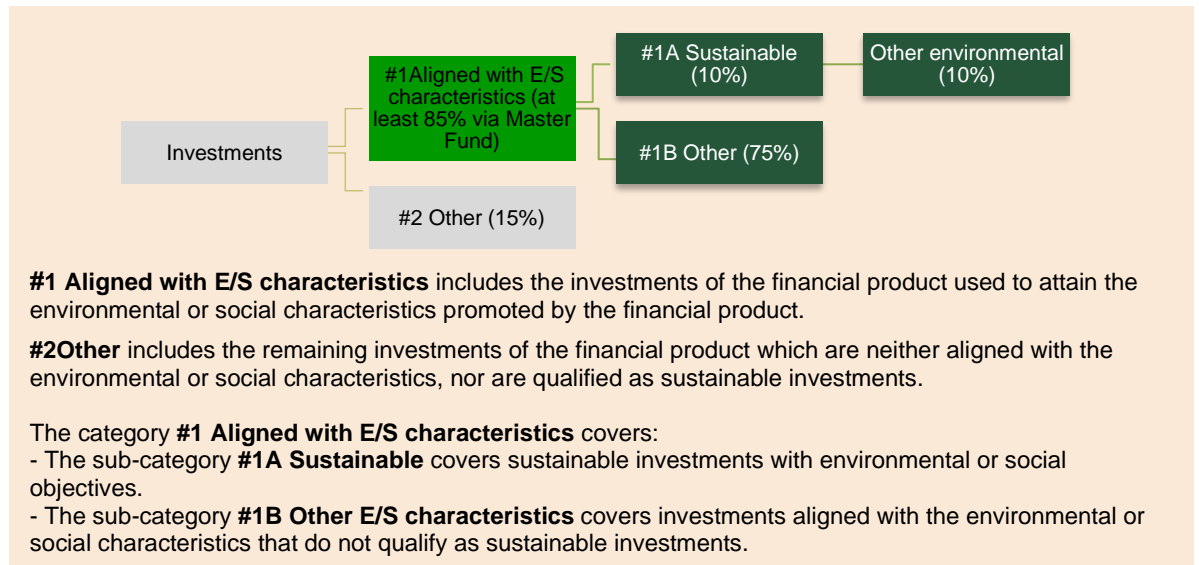 #1Aligned with E/S
characteristics (at
least 85% via Master
Fund)
#1A Sustainable
(10%)
Other environmental
(10%)
Investments
#1B Other (75%)
#2 Other (15%)
#1 Aligned with E/S characteristics includes the investments of the financial product used to attain the
environmental or social characteristics promoted by the financial product.
#2Other includes the remaining investments of the financial product which are neither aligned with the
environmental or social characteristics, nor are qualified as sustainable investments.
The category #1 Aligned with E/S characteristics covers:
- The sub-category #1A Sustainable covers sustainable investments with environmental or social
objectives.
- The sub-category #1B Other E/S characteristics covers investments aligned with the environmental or
social characteristics that do not qualify as sustainable investments.